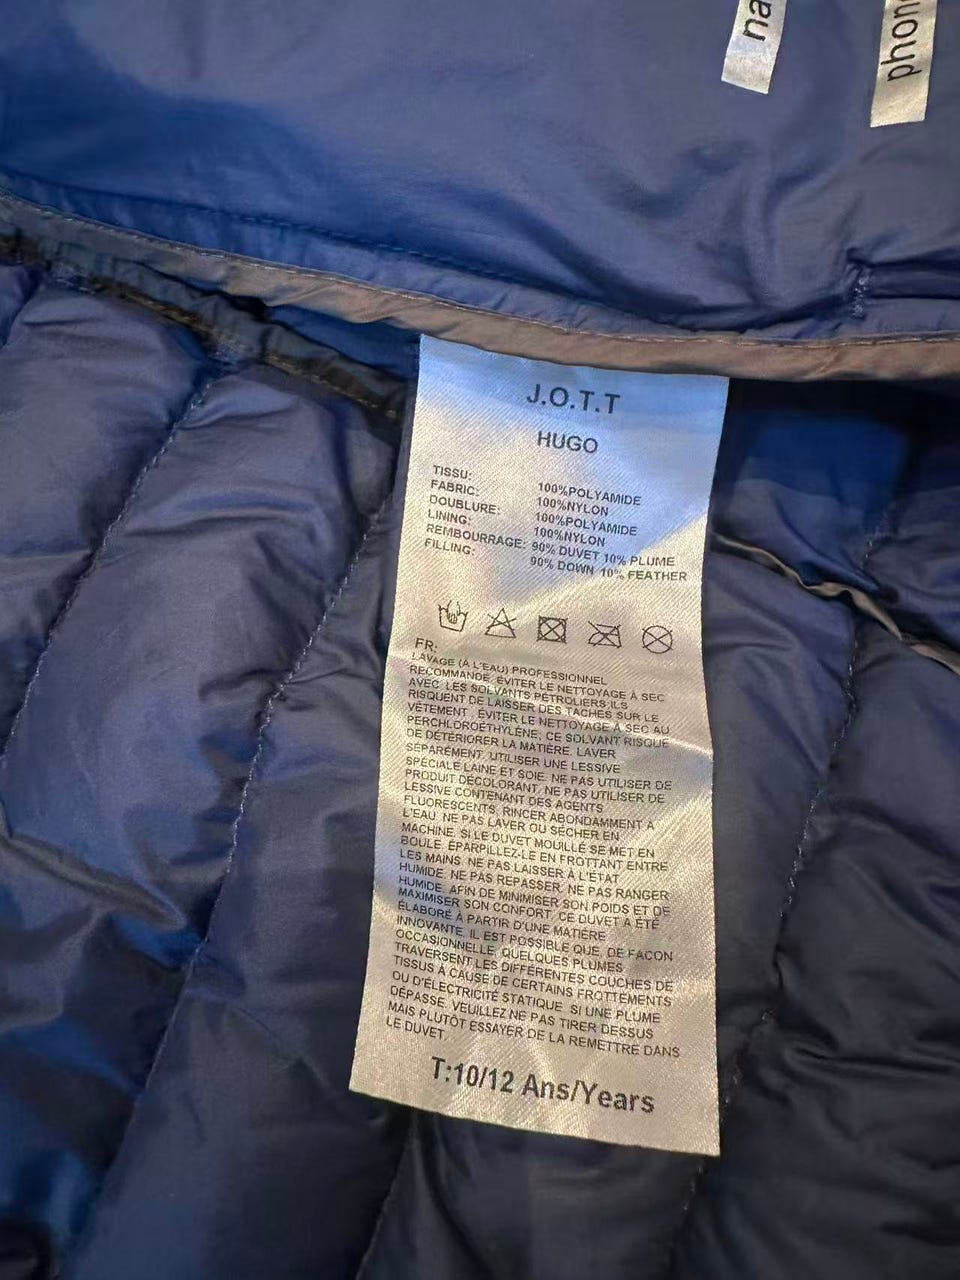 na
phon
J.O.T.T
HUGO
TISSU: 100%POLYAMIDE
FABRIC: 100%NYLON
DOUBLURE: 100%POLYAMIDE
LINING: 100%NYLON
REMBOURRAGE: 90% DUVET 10% PLUME
FILLING: 90% DOWN 10% FEATHER
FR:
LAVAGE (À L'EAU) PROFESSIONNEL
RECOMMANDÉ. ÉVITER LE NETTOYAGE À SEC
AVEC LES SOLVANTS PÉTROLIERS ILS
RISQUENT DE LAISSER DES TACHES SUR LE
VÊTEMENT. ÉVITER LE NETTOYAGE À SEC AU
PERCHLOROÉTHYLÈNE; CE SOLVANT RISQUE
DE DÉTÉRIORER LA MATIÈRE. LAVER
SÉPARÉMENT. UTILISER UNE LESSIVE
SPÉCIALE LAINE ET SOIE. NE PAS UTILISER DE
PRODUIT DÉCOLORANT. NE PAS UTILISER DE
LESSIVE CONTENANT DES AGENTS
FLUORESCENTS. RINCER ABONDAMMENT À
L'EAU. NE PAS LAVER OU SÉCHER EN
MACHINE. SI LE DUVET MOUILLÉ SE MET EN
BOULE, ÉPARPILLEZ-LE EN FROTTANT ENTRE
LES MAINS. NE PAS LAISSER À L'ÉTAT
HUMIDE. NE PAS REPASSER. NE PAS RANGER
HUMIDE. AFIN DE MINIMISER SON POIDS ET DE
MAXIMISER SON CONFORT, CE DUVET A ÉTÉ
ÉLABORÉ À PARTIR D'UNE MATIÈRE
INNOVANTE. IL EST POSSIBLE QUE, DE FAÇON
OCCASIONNELLE, QUELQUES PLUMES
TRAVERSENT LES DIFFÉRENTES COUCHES DE
TISSUS À CAUSE DE CERTAINS FROTTEMENTS
OU D'ÉLECTRICITÉ STATIQUE. SI UNE PLUME
DÉPASSE, VEUILLEZ NE PAS TIRER DESSUS
MAIS PLUTÔT ESSAYER DE LA REMETTRE DANS
LE DUVET.
T:10/12 Ans/Years